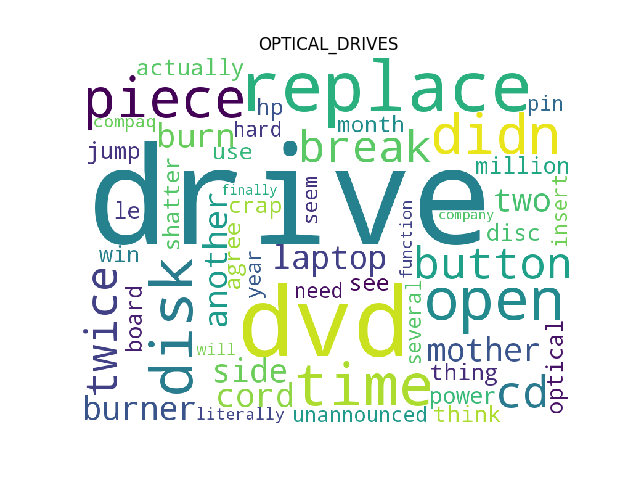 OPTICAL_DRIVES
actually
replace
piece
hp
pin
compaq
burn
hard
month
break
didn
jump
use
million
shatter
drive
finally
seem
le
another
crap
agree
function
company
two
insert
disc
win
year
laptop
button
twice
board
disk
need
see
dvd
open
several
will
side
mother
optical
thing
cord
time
power
cd
burner
literally
unannounced
think